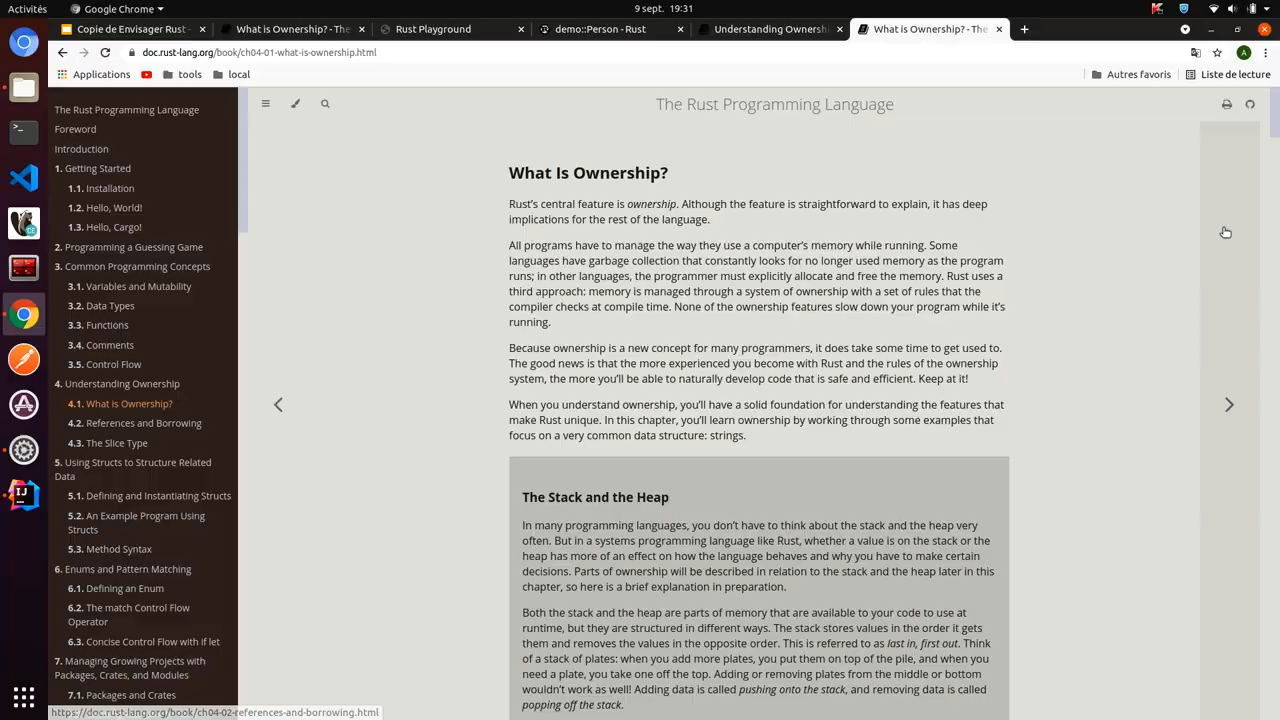 Activités
Google Chrome
9 sept. 19:31
Copie de Envisager Rust -
What is Ownership? - The
Rust Playground
demo::Person - Rust
Understanding Ownersh
What is Ownership? - The
doc.rust-lang.org/book/ch04-01-what-is-ownership.html
A
Applications
tools
local
Autres favoris
Liste de lecture
The Rust Programming Language
Foreword
Introduction
1. Getting Started
1.1. Installation
1.2. Hello, World!
1.3. Hello, Cargo!
2. Programming a Guessing Game
3. Common Programming Concepts
3.1. Variables and Mutability
3.2. Data Types
3.3. Functions
3.4. Comments
3.5. Control Flow
4. Understanding Ownership
4.1. What is Ownership?
4.2. References and Borrowing
4.3. The Slice Type
5. Using Structs to Structure Related
Data
5.1. Defining and Instantiating Structs
5.2. An Example Program Using
Structs
5.3. Method Syntax
6. Enums and Pattern Matching
6.1. Defining an Enum
6.2. The match Control Flow
Operator
6.3. Concise Control Flow with if let
7. Managing Growing Projects with
Packages, Crates, and Modules
7.1. Packages and Crates
https://doc.rust-lang.org/book/ch04-02-references-and-borrowing.html
The Rust Programming Language
What Is Ownership?
Rust’s central feature is ownership. Although the feature is straightforward to explain, it has deep
implications for the rest of the language.
All programs have to manage the way they use a computer’s memory while running. Some
languages have garbage collection that constantly looks for no longer used memory as the program
runs; in other languages, the programmer must explicitly allocate and free the memory. Rust uses a
third approach: memory is managed through a system of ownership with a set of rules that the
compiler checks at compile time. None of the ownership features slow down your program while it’s
running.
Because ownership is a new concept for many programmers, it does take some time to get used to.
The good news is that the more experienced you become with Rust and the rules of the ownership
system, the more you’ll be able to naturally develop code that is safe and efficient. Keep at it!
When you understand ownership, you’ll have a solid foundation for understanding the features that
make Rust unique. In this chapter, you’ll learn ownership by working through some examples that
focus on a very common data structure: strings.
The Stack and the Heap
In many programming languages, you don’t have to think about the stack and the heap very
often. But in a systems programming language like Rust, whether a value is on the stack or the
heap has more of an effect on how the language behaves and why you have to make certain
decisions. Parts of ownership will be described in relation to the stack and the heap later in this
chapter, so here is a brief explanation in preparation.
Both the stack and the heap are parts of memory that are available to your code to use at
runtime, but they are structured in different ways. The stack stores values in the order it gets
them and removes the values in the opposite order. This is referred to as last in, first out. Think
of a stack of plates: when you add more plates, you put them on top of the pile, and when you
need a plate, you take one off the top. Adding or removing plates from the middle or bottom
wouldn’t work as well! Adding data is called pushing onto the stack, and removing data is called
popping off the stack.